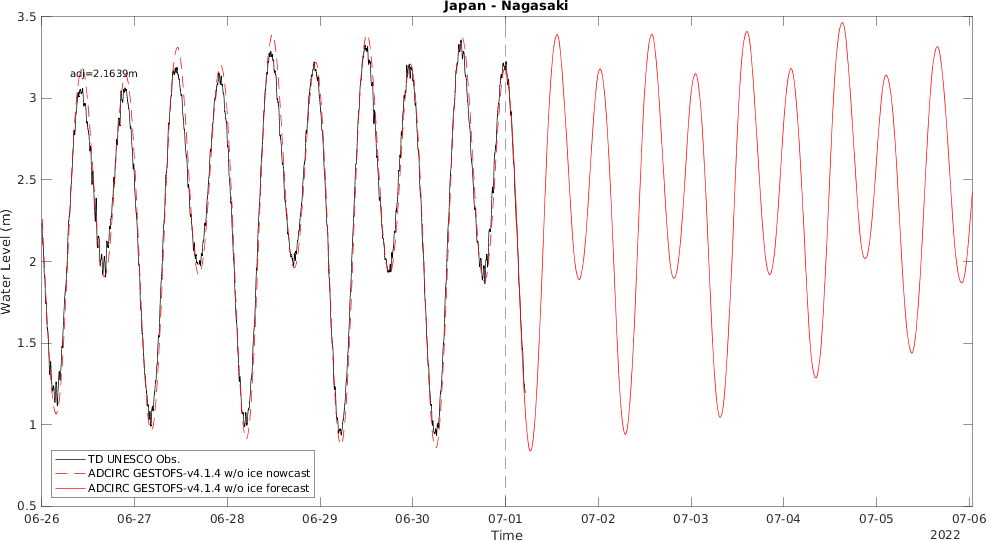 Japan - Nagasaki
3.5
adj=2.1639m
3
2.5
Water Level (m)
2
1.5
1
TD UNESCO Obs.
ADCIRC GESTOFS-v4.1.4 w/o ice nowcast
ADCIRC GESTOFS-v4.1.4 w/o ice forecast
0.5
06-26 06-27 06-28 06-29 06-30 07-01 07-02 07-03 07-04 07-05 07-06
Time
2022